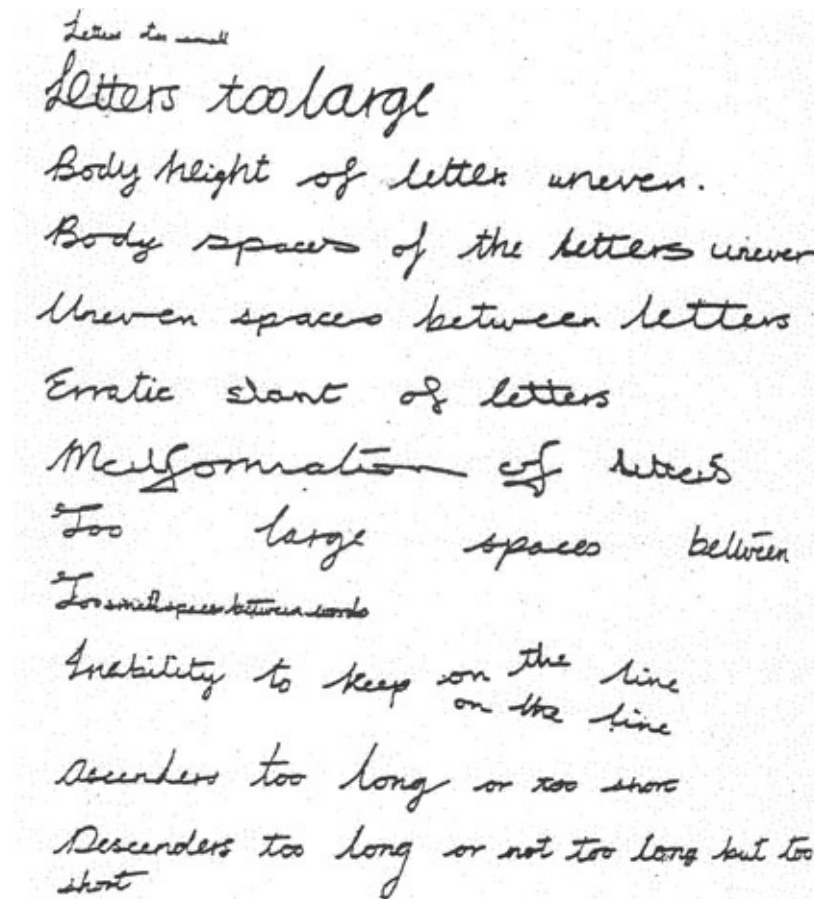 Letters too small
Letters too large
Body height of letter uneven.
Body spaces of the letters uneven
Uneven spaces between letters
Erratic slant of letters
Malformation of letters
Too large spaces between
Too small spaces between words
Inability to keep on the line
on the line
Ascenders too long or too short
Descenders too long or not too long but too
short